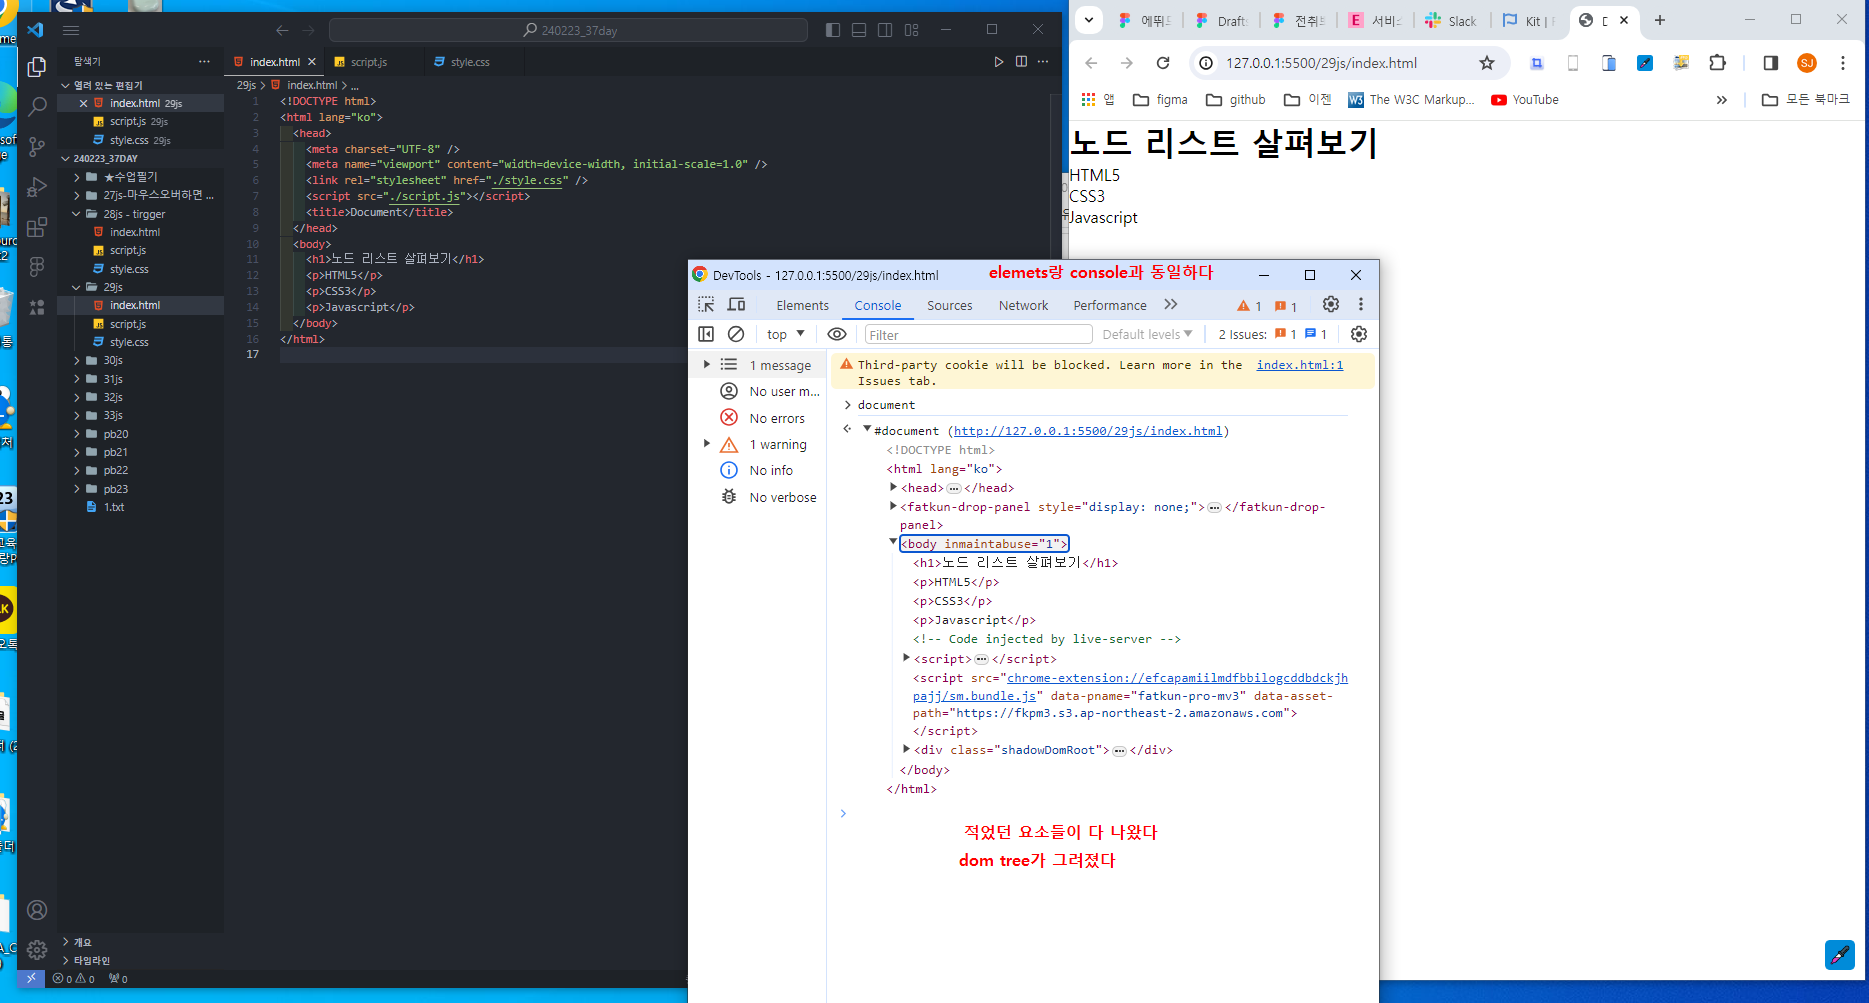 240223_37day
탐색기
index.html
script.js
style.css
열려 있는 편집기
index.html 29js
script.js 29js
style.css 29js
240223_37DAY
★수업필기
27js-마우스오버하면 ...
28js - tirgger
index.html
script.js
style.css
29js
index.html
script.js
style.css
30js
31js
32js
33js
pb20
pb21
pb22
pb23
1.txt
개요
타임라인
0 0 0
29js > index.html > ...
1 <!DOCTYPE html>
2 <html lang="ko">
3 <head>
4 <meta charset="UTF-8" />
5 <meta name="viewport" content="width=device-width, initial-scale=1.0" />
6 <link rel="stylesheet" href="./style.css" />
7 <script src="./script.js"></script>
8 <title>Document</title>
9 </head>
10 <body>
11 <h1>노드 리스트 살펴보기</h1>
12 <p>HTML5</p>
13 <p>CSS3</p>
14 <p>Javascript</p>
15 </body>
16 </html>
17
Drafts
Slack
Kit |
127.0.0.1:5500/29js/index.html
SJ
앱 figma github 이젠 The W3C Markup... YouTube » 모든 북마크
노드 리스트 살펴보기
HTML5
CSS3
Javascript
DevTools - 127.0.0.1:5500/29js/index.html
elemets랑 console과 동일하다
Elements Console Sources Network Performance 1 1
top Filter Default levels 2 Issues: 1 1
1 message
No user m...
No errors
1 warning
No info
No verbose
Third-party cookie will be blocked. Learn more in the index.html:1
Issues tab.
document
#document (http://127.0.0.1:5500/29js/index.html)
<!DOCTYPE html>
<html lang="ko">
<head>…</head>
<fatkun-drop-panel style="display: none;">…</fatkun-drop-
panel>
<body inmaintabuse="1">
<h1>노드 리스트 살펴보기</h1>
<p>HTML5</p>
<p>CSS3</p>
<p>Javascript</p>
<!-- Code injected by live-server -->
<script>…</script>
<script src="chrome-extension://efcapamiilmdfbbilogcddbdckjh
pajj/sm.bundle.js" data-pname="fatkun-pro-mv3" data-asset-
path="https://fkpm3.s3.ap-northeast-2.amazonaws.com">
</script>
<div class="shadowDomRoot">…</div>
</body>
</html>
적었던 요소들이 다 나왔다
dom tree가 그려졌다